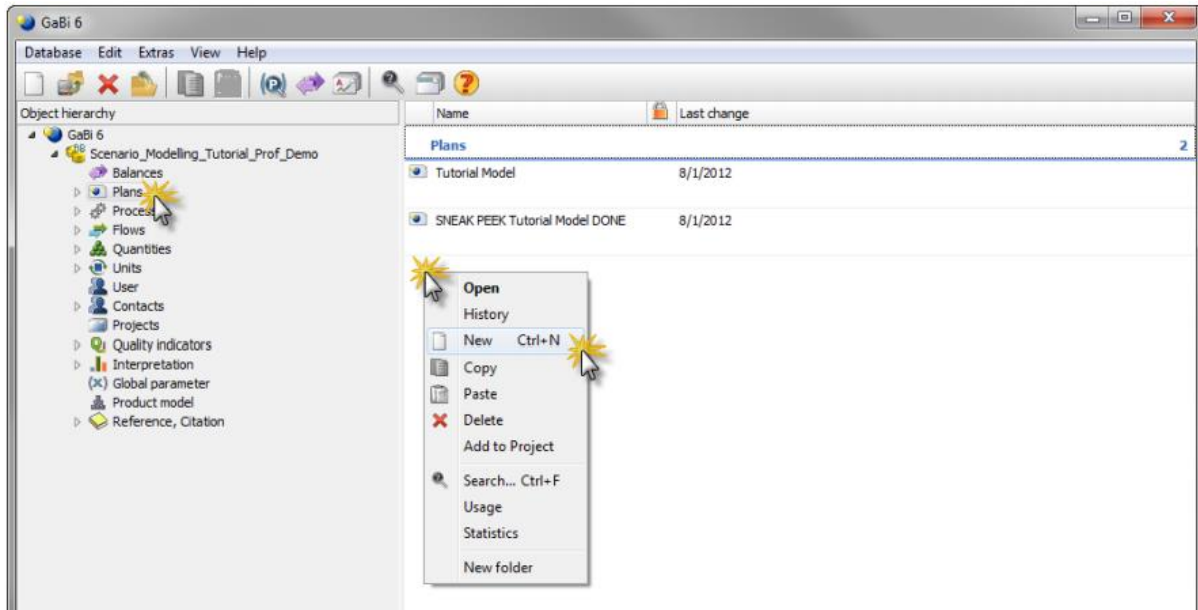 GaBi 6
Database Edit Extras View Help
Object hierarchy
GaBi 6
DB
Scenario_Modelling_Tutorial_Prof_Demo
Balances
Plans
Process
Flows
Quantities
Units
User
Contacts
Projects
Quality indicators
Interpretation
(x) Global parameter
Product model
Reference, Citation
Name Last change
Plans 2
Tutorial Model 8/1/2012
SNEAK PEEK Tutorial Model DONE 8/1/2012
Open
History
New Ctrl+N
Copy
Paste
Delete
Add to Project
Search... Ctrl+F
Usage
Statistics
New folder